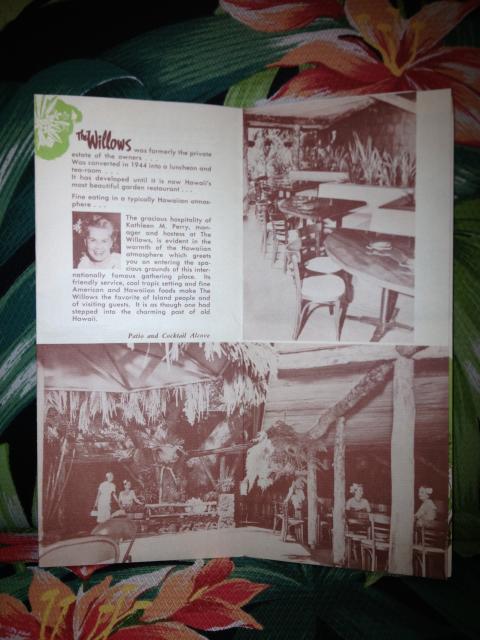 The Willows was formerly the private
estate of the owners . . .
Was converted in 1944 into a luncheon and
tea-room . . .
It has developed until it is now Hawaii's
most beautiful garden restaurant . . .
Fine eating in a typically Hawaiian atmos-
phere . . .
The gracious hospitality of
Kathleen M. Perry, man-
ager and hostess at The
Willows, is evident in the
warmth of the Hawaiian
atmosphere which greets
you on entering the spa-
cious grounds of this inter-
nationally famous gathering place. Its
friendly service, cool tropic setting and fine
American and Hawaiian foods make The
Willows the favorite of Island people and
of visiting guests. It is as though one had
stepped into the charming past of old
Hawaii.
Patio and Cocktail Alcove